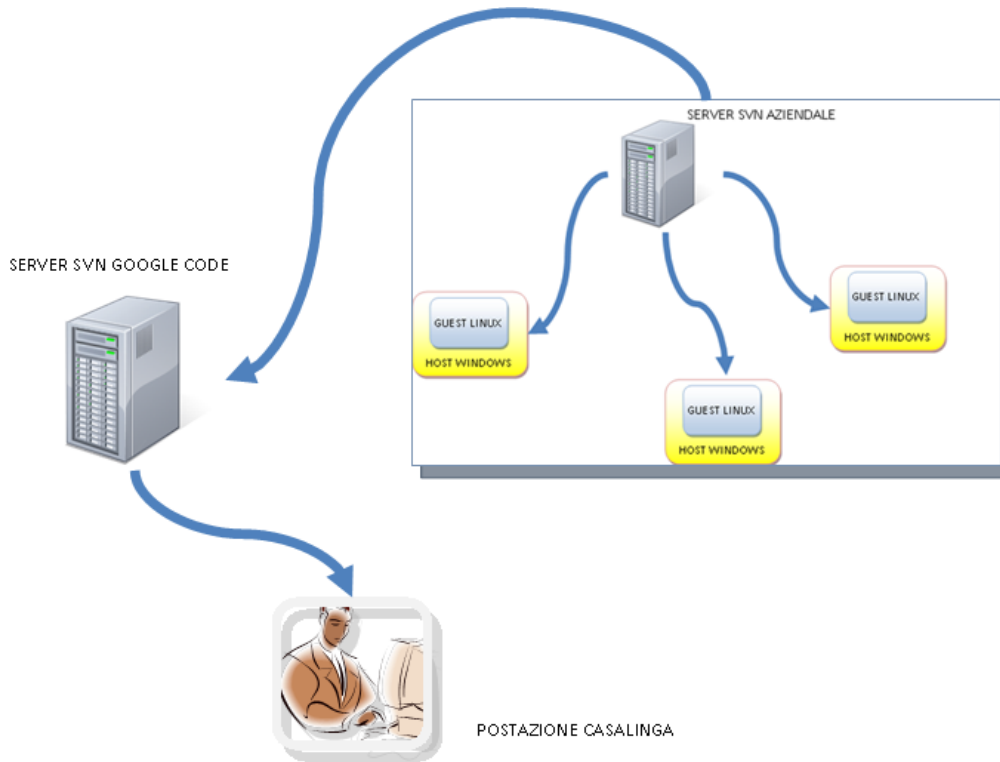 SERVER SVN AZIENDALE
SERVER SVN GOOGLE CODE
GUEST LINUX
HOST WINDOWS
GUEST LINUX
HOST WINDOWS
GUEST LINUX
HOST WINDOWS
POSTAZIONE CASALINGA